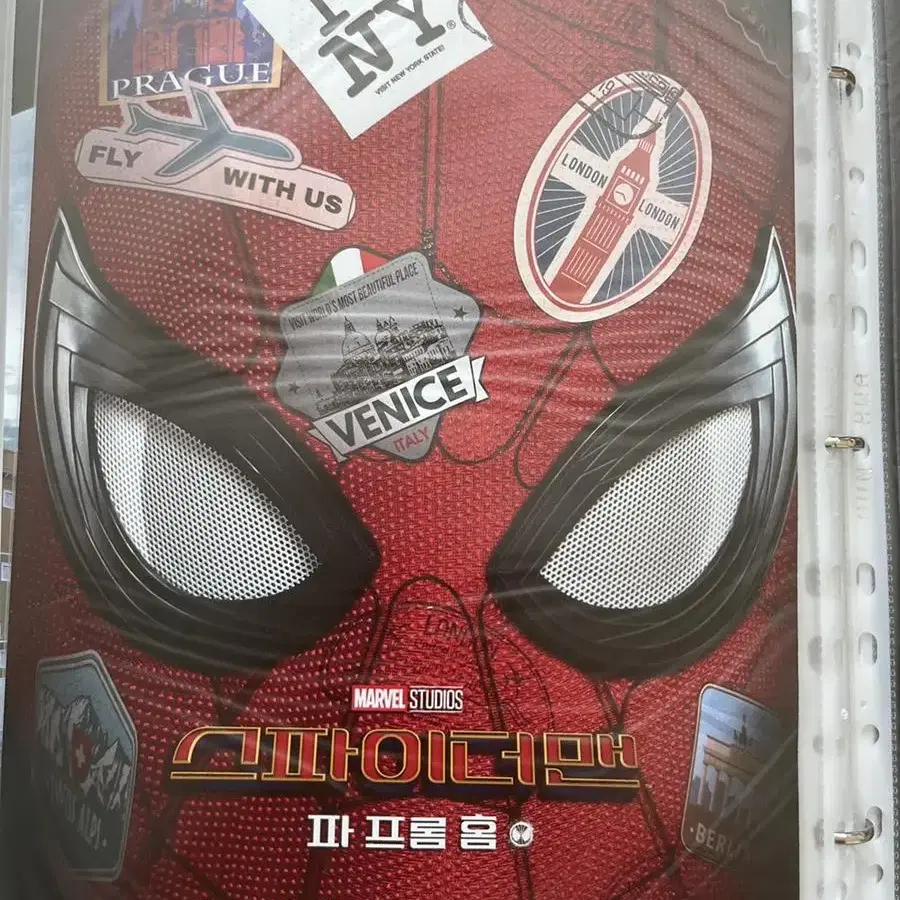 PRAGUE
NY®
VISIT NEW YORK STATE!
FLY
WITH US
LONDON
LONDON
VISIT WORLD'S MOST BEAUTIFUL PLACE
VENICE
ITALY
MARVEL STUDIOS
스파이더맨
파 프롬 홈
BERLIN